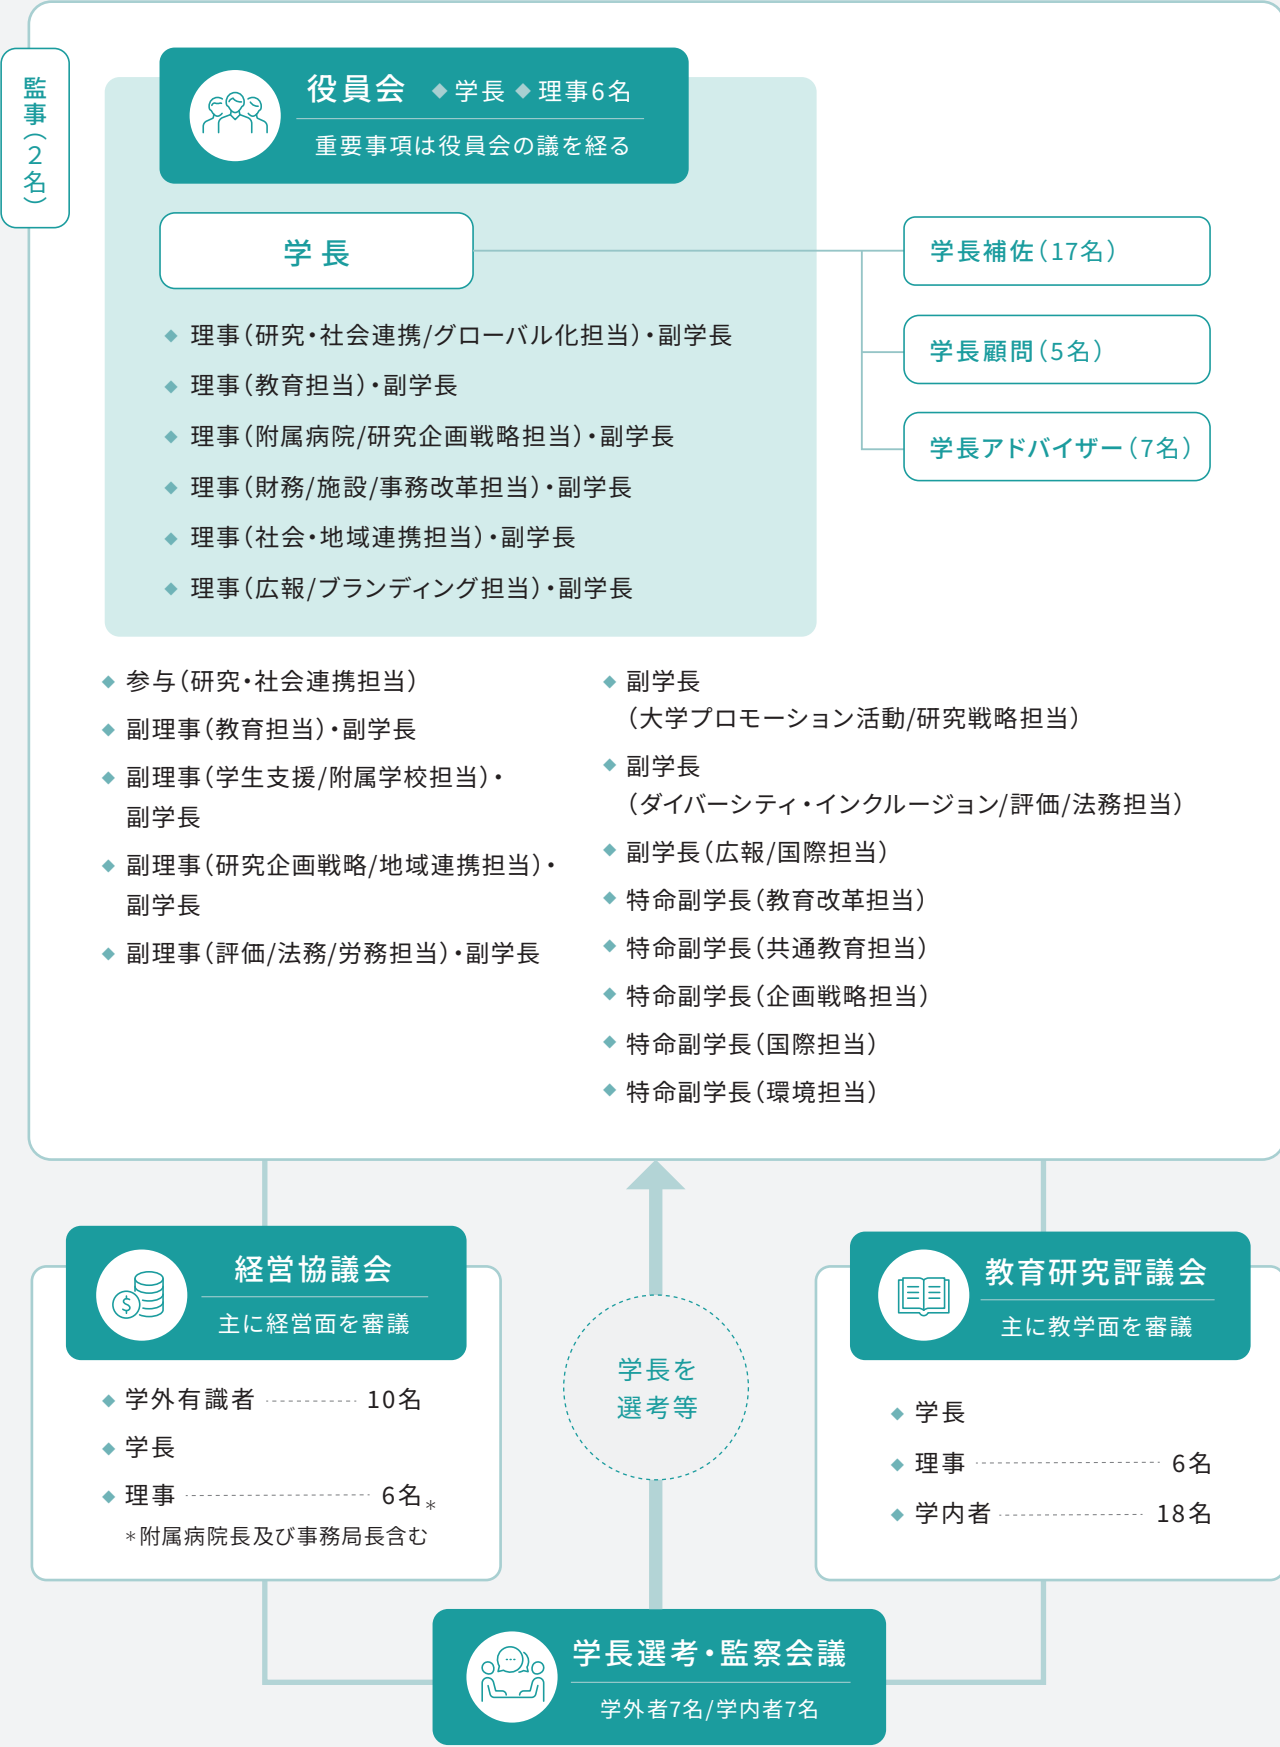 監事（2名）
役員会 ◆学長 ◆理事6名
重要事項は役員会の議を経る
学長
学長補佐（17名）
学長顧問（5名）
学長アドバイザー（7名）
◆ 理事（研究・社会連携/グローバル化担当）・副学長
◆ 理事（教育担当）・副学長
◆ 理事（附属病院/研究企画戦略担当）・副学長
◆ 理事（財務/施設/事務改革担当）・副学長
◆ 理事（社会・地域連携担当）・副学長
◆ 理事（広報/ブランディング担当）・副学長
◆ 参与（研究・社会連携担当）
◆ 副理事（教育担当）・副学長
◆ 副理事（学生支援/附属学校担当）・
副学長
◆ 副理事（研究企画戦略/地域連携担当）・
副学長
◆ 副理事（評価/法務/労務担当）・副学長
◆ 副学長
（大学プロモーション活動/研究戦略担当）
◆ 副学長
（ダイバーシティ・インクルージョン/評価/法務担当）
◆ 副学長（広報/国際担当）
◆ 特命副学長（教育改革担当）
◆ 特命副学長（共通教育担当）
◆ 特命副学長（企画戦略担当）
◆ 特命副学長（国際担当）
◆ 特命副学長（環境担当）
経営協議会
主に経営面を審議
◆ 学外有識者 10名
◆ 学長
◆ 理事 6名＊
＊附属病院長及び事務局長含む
学長を
選考等
教育研究評議会
主に教学面を審議
◆ 学長
◆ 理事 6名
◆ 学内者 18名
学長選考・監察会議
学外者7名/学内者7名